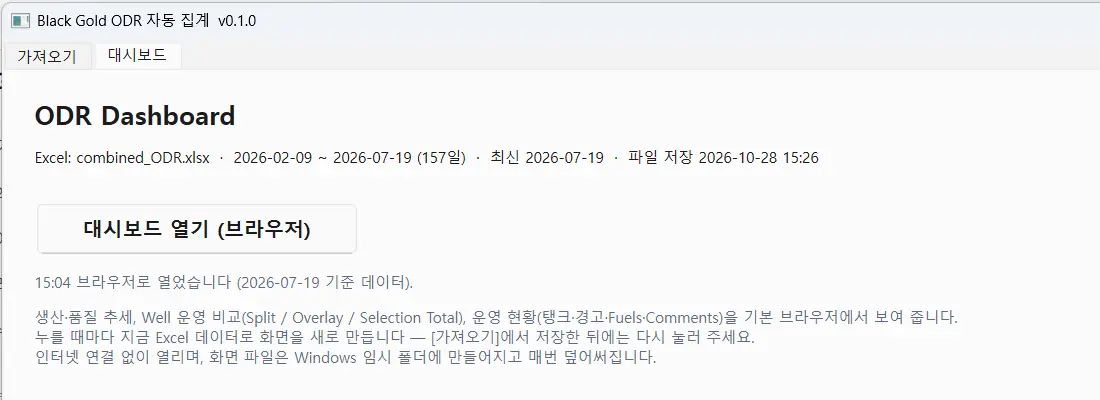 Black Gold ODR 자동 집계 v0.1.0
가져오기 대시보드
ODR Dashboard
Excel: combined_ODR.xlsx · 2026-02-09 ~ 2026-07-19 (157일) · 최신 2026-07-19 · 파일 저장 2026-10-28 15:26
대시보드 열기 (브라우저)
15:04 브라우저로 열었습니다 (2026-07-19 기준 데이터).
생산·품질 추세, Well 운영 비교(Split / Overlay / Selection Total), 운영 현황(탱크·경고·Fuels·Comments)을 기본 브라우저에서 보여 줍니다.
누를 때마다 지금 Excel 데이터로 화면을 새로 만듭니다 — [가져오기]에서 저장한 뒤에는 다시 눌러 주세요.
인터넷 연결 없이 열리며, 화면 파일은 Windows 임시 폴더에 만들어지고 매번 덮어써집니다.